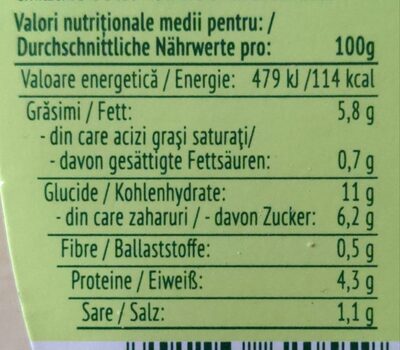 Valori nutriționale medii pentru: /
Durchschnittliche Nährwerte pro: 100g
Valoare energetică / Energie: 479 kJ /114 kcal
Grăsimi / Fett: 5,8 g
- din care acizi grași saturați/
- davon gesättigte Fettsäuren: 0,7 g
Glucide / Kohlenhydrate: 11 g
- din care zaharuri / - davon Zucker: 6,2 g
Fibre / Ballaststoffe: 0,5 g
Proteine / Eiweiß: 4,3 g
Sare / Salz: 1,1 g